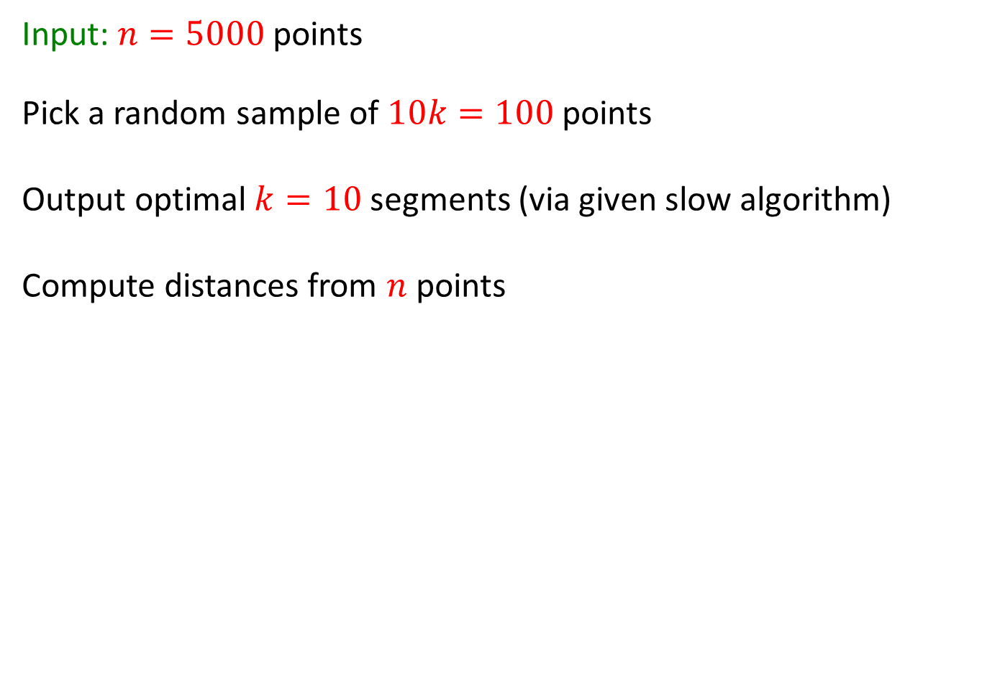 Input: n = 5000 points
Pick a random sample of 10k = 100 points
Output optimal k = 10 segments (via given slow algorithm)
Compute distances from n points